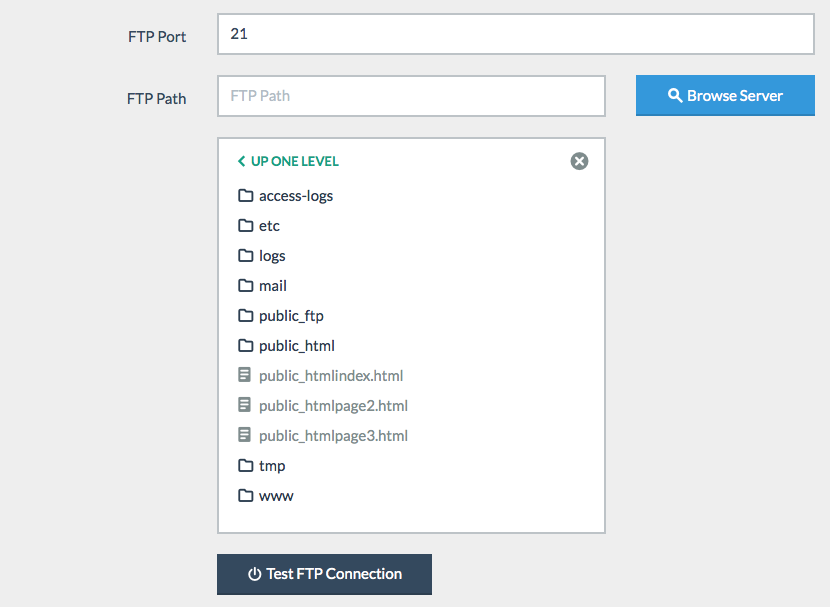 FTP Port
21
FTP Path
FTP Path
Browse Server
UP ONE LEVEL
access-logs
etc
logs
mail
public_ftp
public_html
public_htmlindex.html
public_htmlpage2.html
public_htmlpage3.html
tmp
www
Test FTP Connection